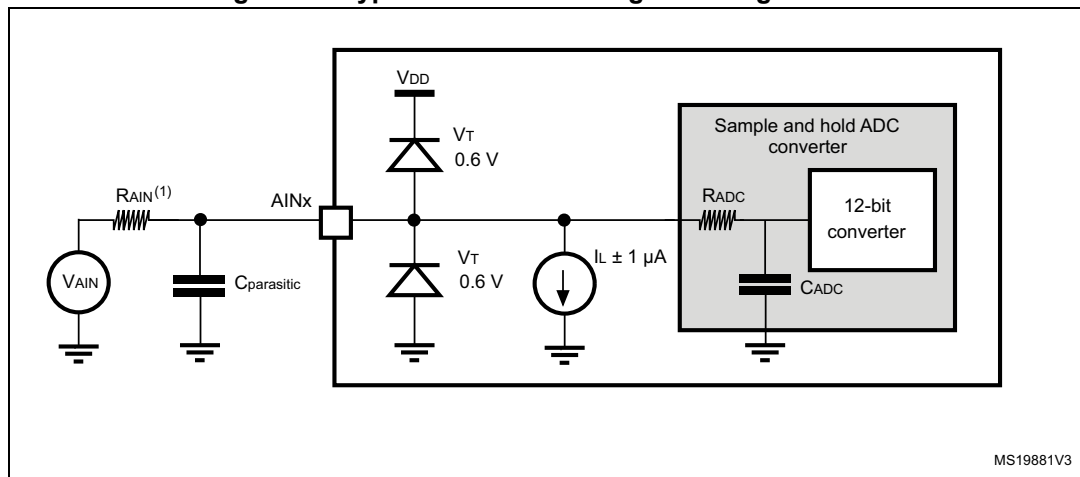 VDD
Sample and hold ADC
converter
VT
0.6 V
RAIN(1)
AINx
RADC
12-bit
converter
VT
0.6 V
IL ± 1 µA
VAIN
Cparasitic
CADC
MS19881V3